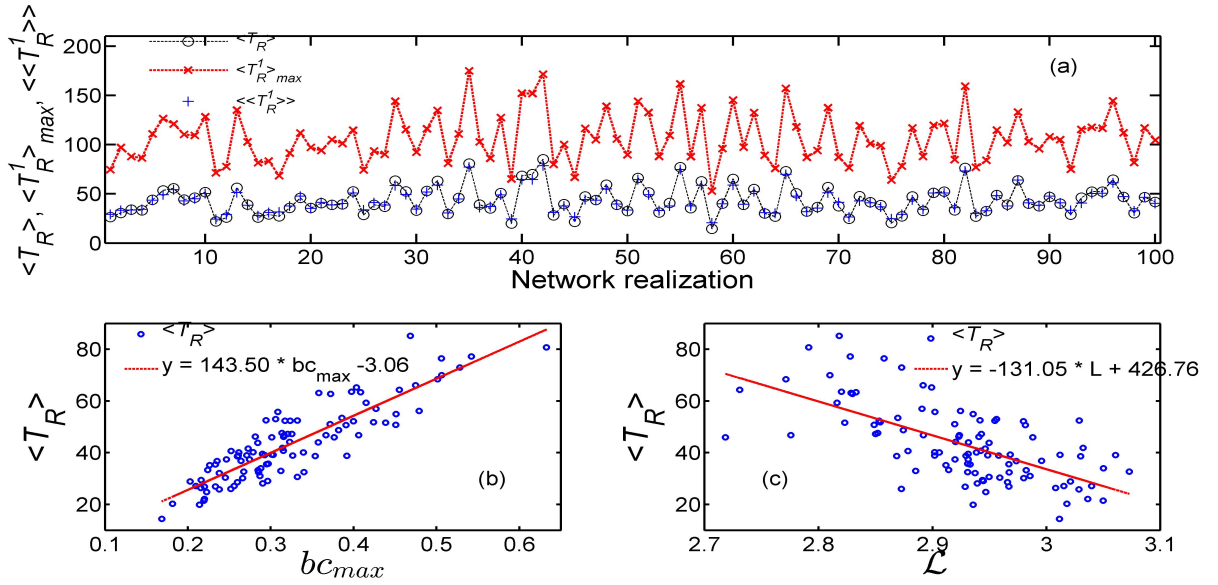 <T_R>, <T_R^1>_max, <<T_R^1>>
200
150
100
50
0
<T_R>
<T_R^1>_max
<<T_R^1>>
(a)
10 20 30 40 50 60 70 80 90 100
Network realization
<T_R>
80
60
40
20
<T_R>
y = 143.50 * bc_max -3.06
(b)
0.1 0.2 0.3 0.4 0.5 0.6
bc_max
<T_R>
80
60
40
20
<T_R>
y = -131.05 * L + 426.76
(c)
2.7 2.8 2.9 3 3.1
ℒ